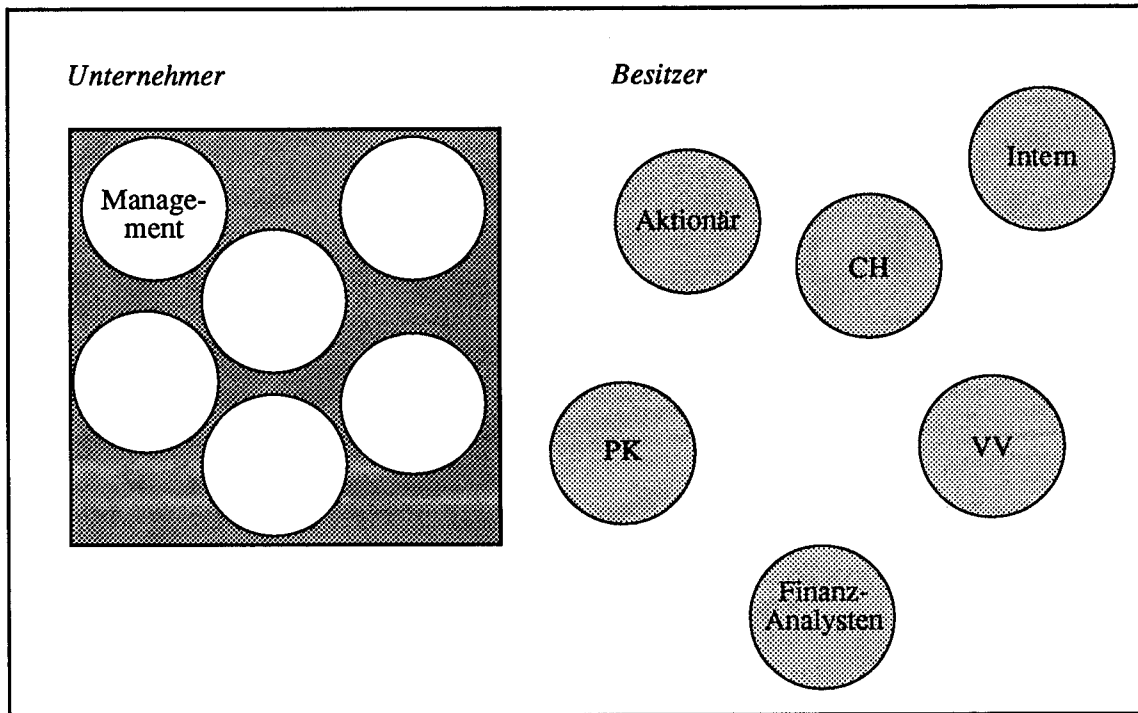 Unternehmer
Besitzer
Manage-
ment
Aktionär
CH
Intern
PK
VV
Finanz-
Analysten